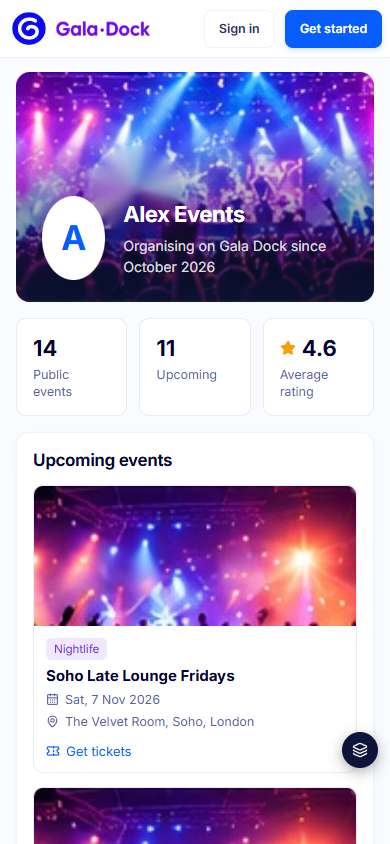 Gala·Dock
Sign in
Get started
A
Alex Events
Organising on Gala Dock since
October 2026
14
Public
events
11
Upcoming
4.6
Average
rating
Upcoming events
Nightlife
Soho Late Lounge Fridays
Sat, 7 Nov 2026
The Velvet Room, Soho, London
Get tickets